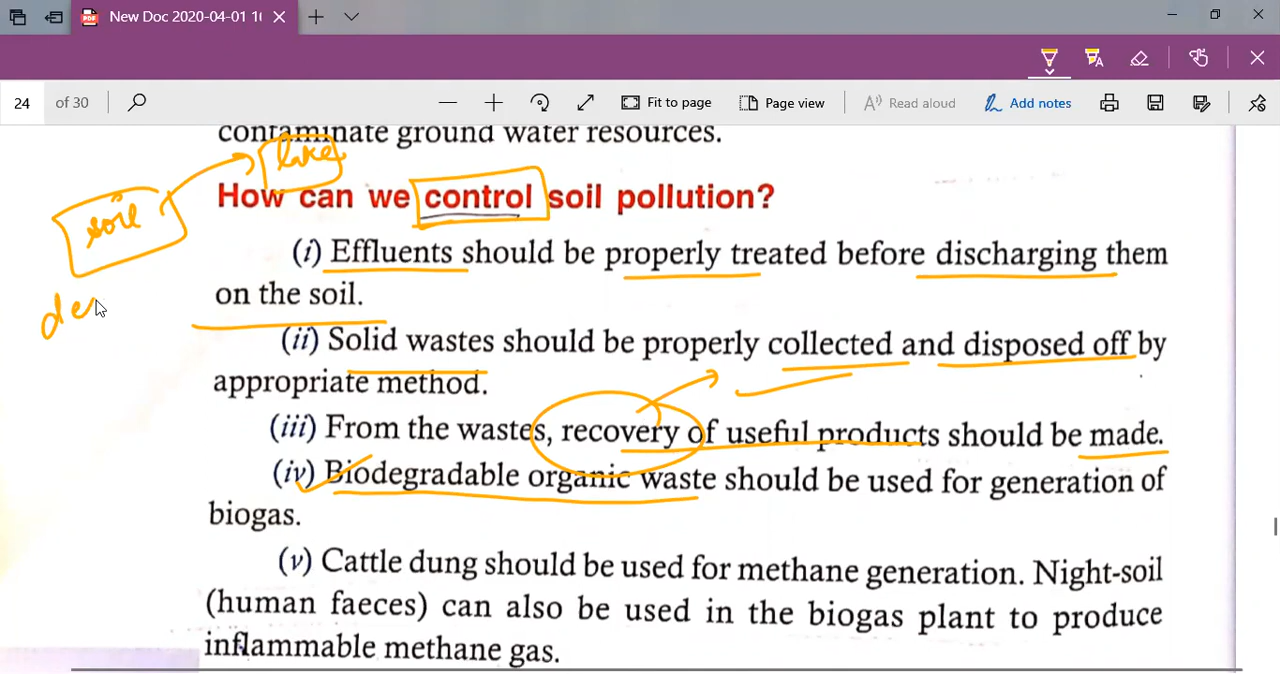 New Doc 2020-04-01 1
24 of 30 Fit to page Page view Read aloud Add notes
contaminate ground water resources.
lake
How can we control soil pollution?
soil
(i) Effluents should be properly treated before discharging them
on the soil.
de
(ii) Solid wastes should be properly collected and disposed off by
appropriate method.
(iii) From the wastes, recovery of useful products should be made.
(iv) Biodegradable organic waste should be used for generation of
biogas.
(v) Cattle dung should be used for methane generation. Night-soil
(human faeces) can also be used in the biogas plant to produce
inflammable methane gas.